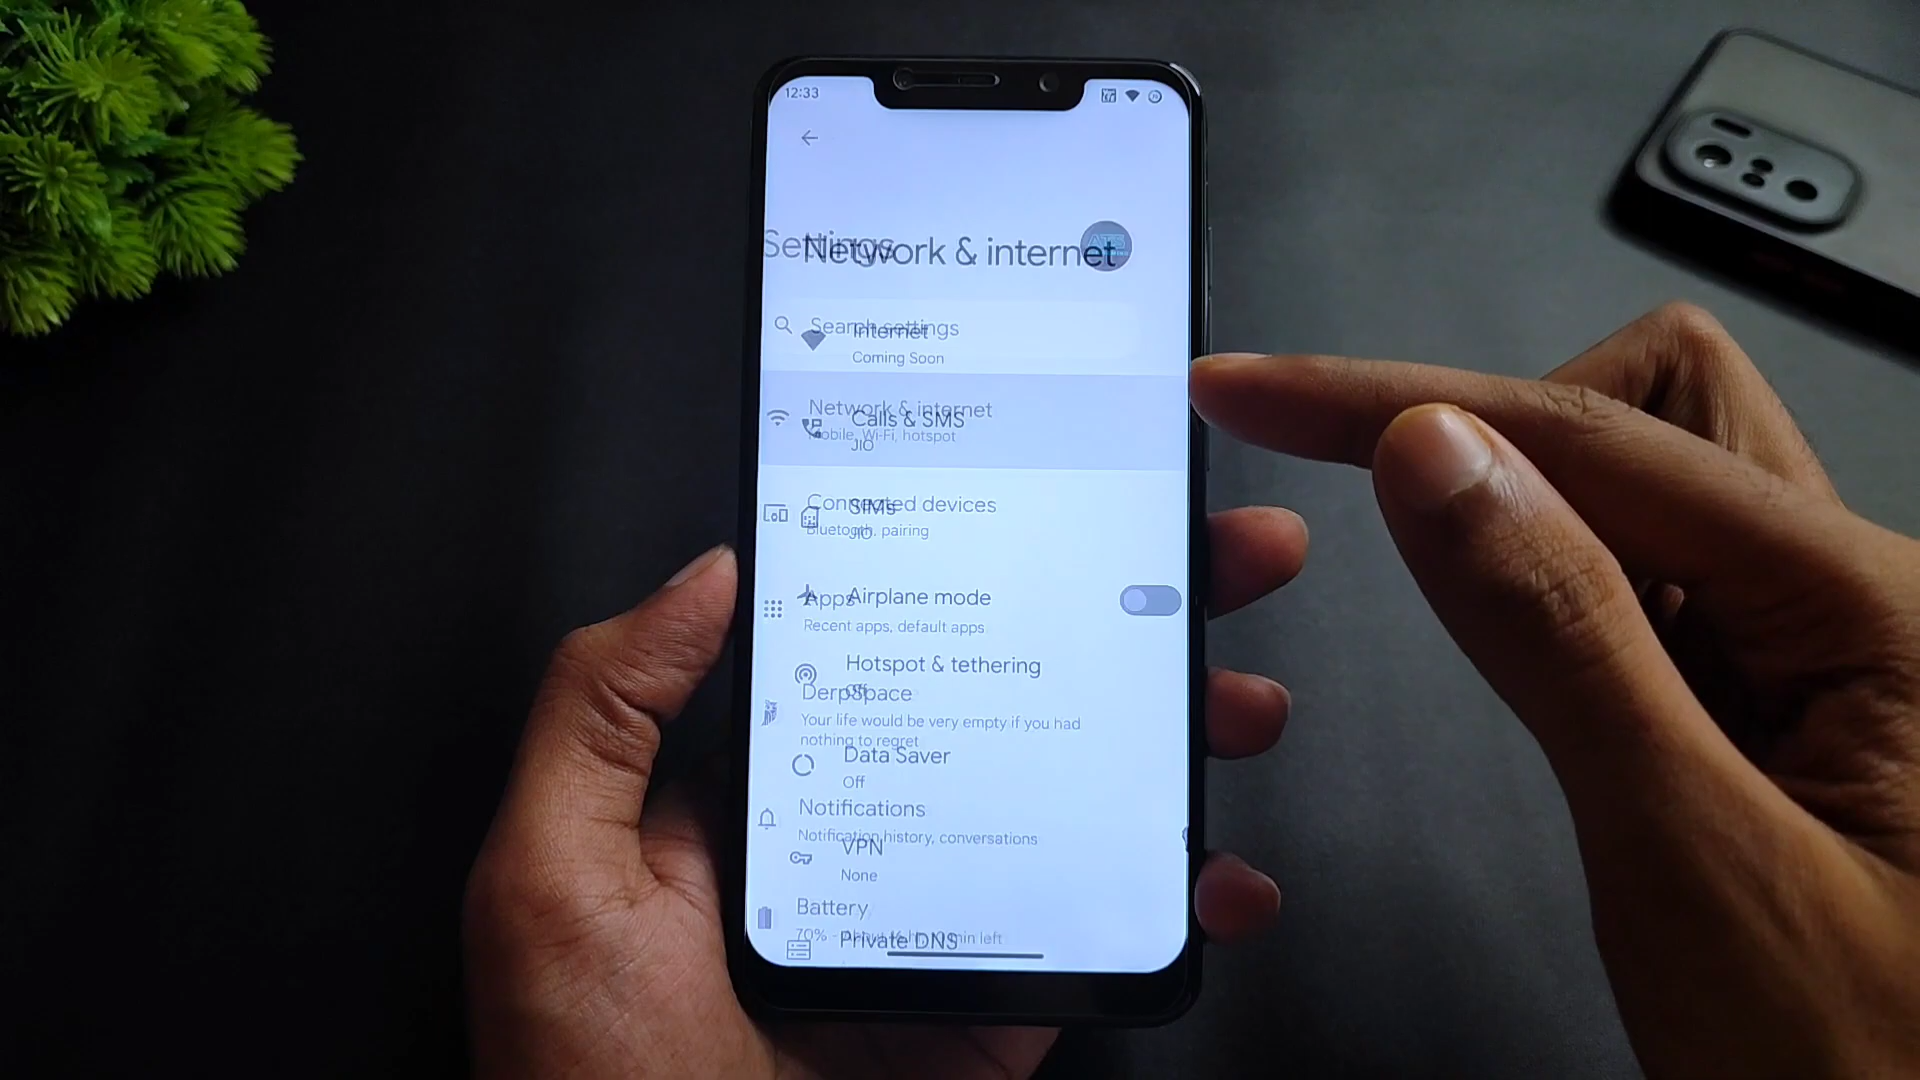 12:33
Settings
Network & internet
Search settings
Internet
Coming Soon
Network & internet
Calls & SMS
Mobile, Wi-Fi, hotspot
JIO
Connected devices
SIMs
Bluetooth, pairing
JIO
Airplane mode
Apps
Recent apps, default apps
Hotspot & tethering
Off
DerpSpace
Your life would be very empty if you had
nothing to regret
Data Saver
Off
Notifications
Notification history, conversations
VPN
None
Battery
70% -
min left
Private DNS